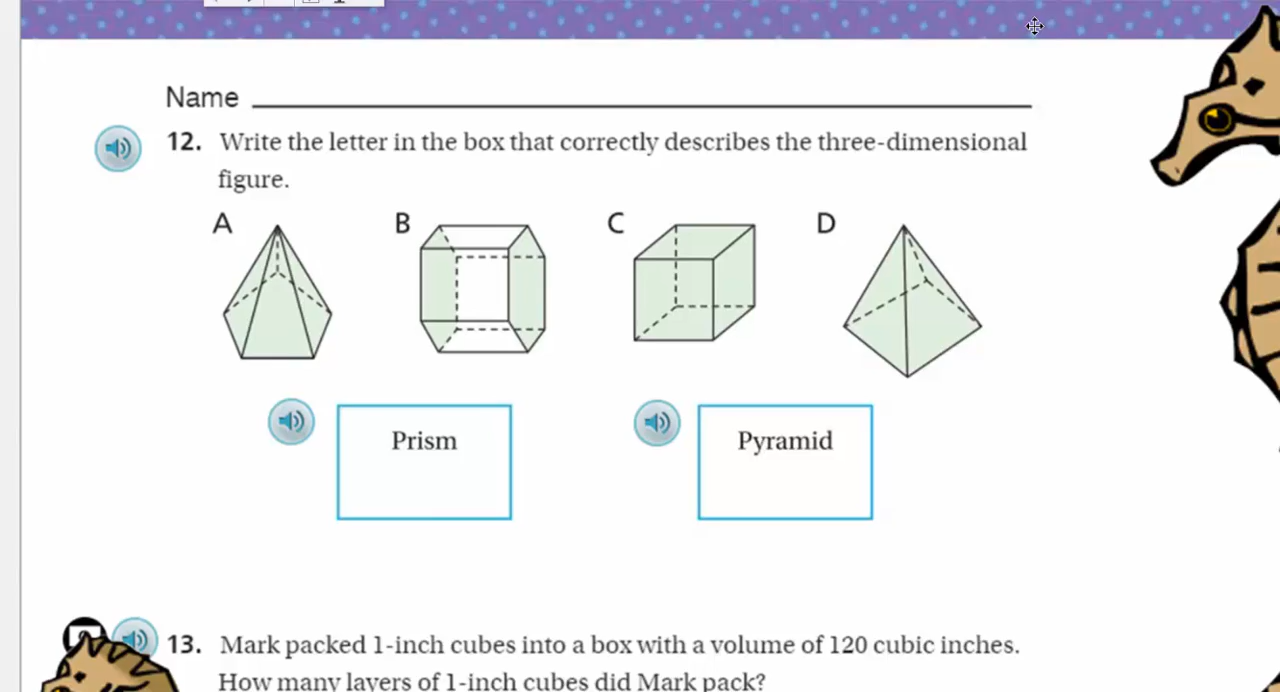 Name
12. Write the letter in the box that correctly describes the three-dimensional
figure.
A B C D
Prism Pyramid
13. Mark packed 1-inch cubes into a box with a volume of 120 cubic inches.
How many layers of 1-inch cubes did Mark pack?